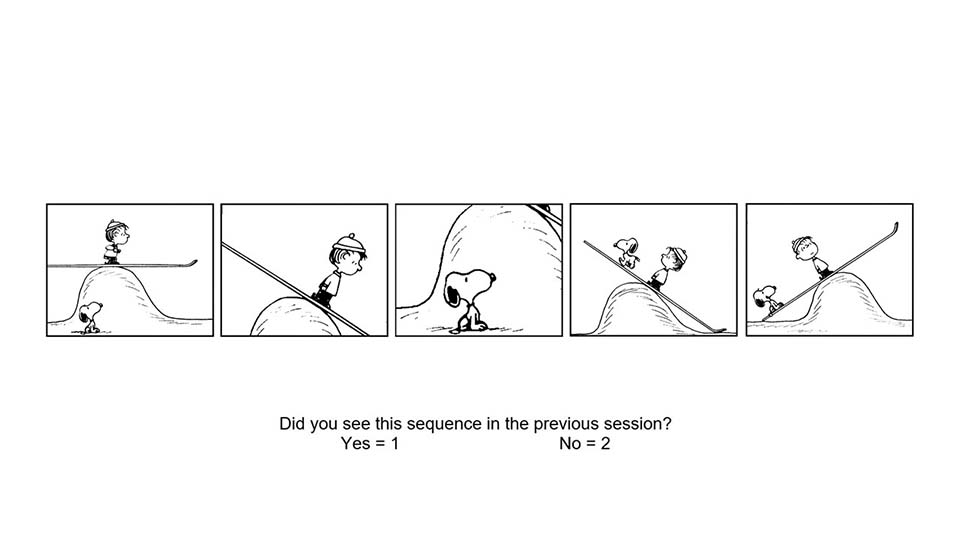 Did you see this sequence in the previous session?
Yes = 1 No = 2